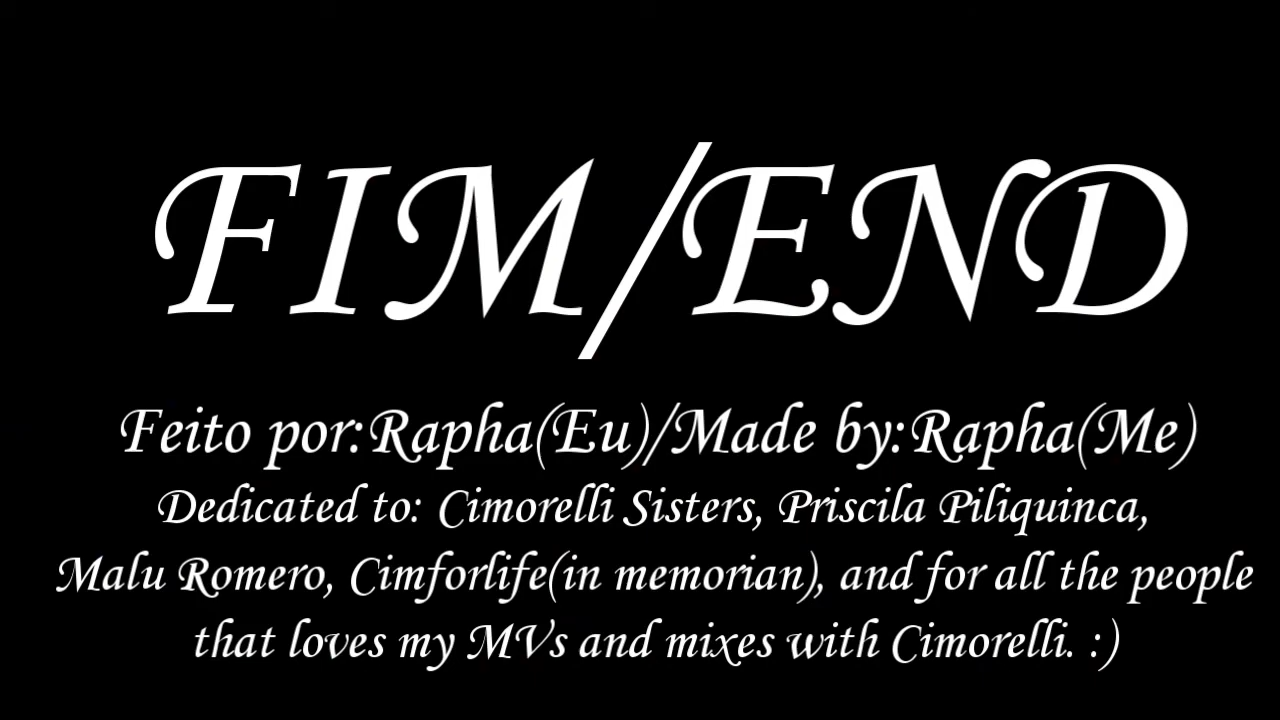 FIM/END
Feito por:Rapha(Eu)/Made by:Rapha(Me)
Dedicated to: Cimorelli Sisters, Priscila Piliquinca,
Malu Romero, Cimforlife(in memorian), and for all the people
that loves my MVs and mixes with Cimorelli. :)